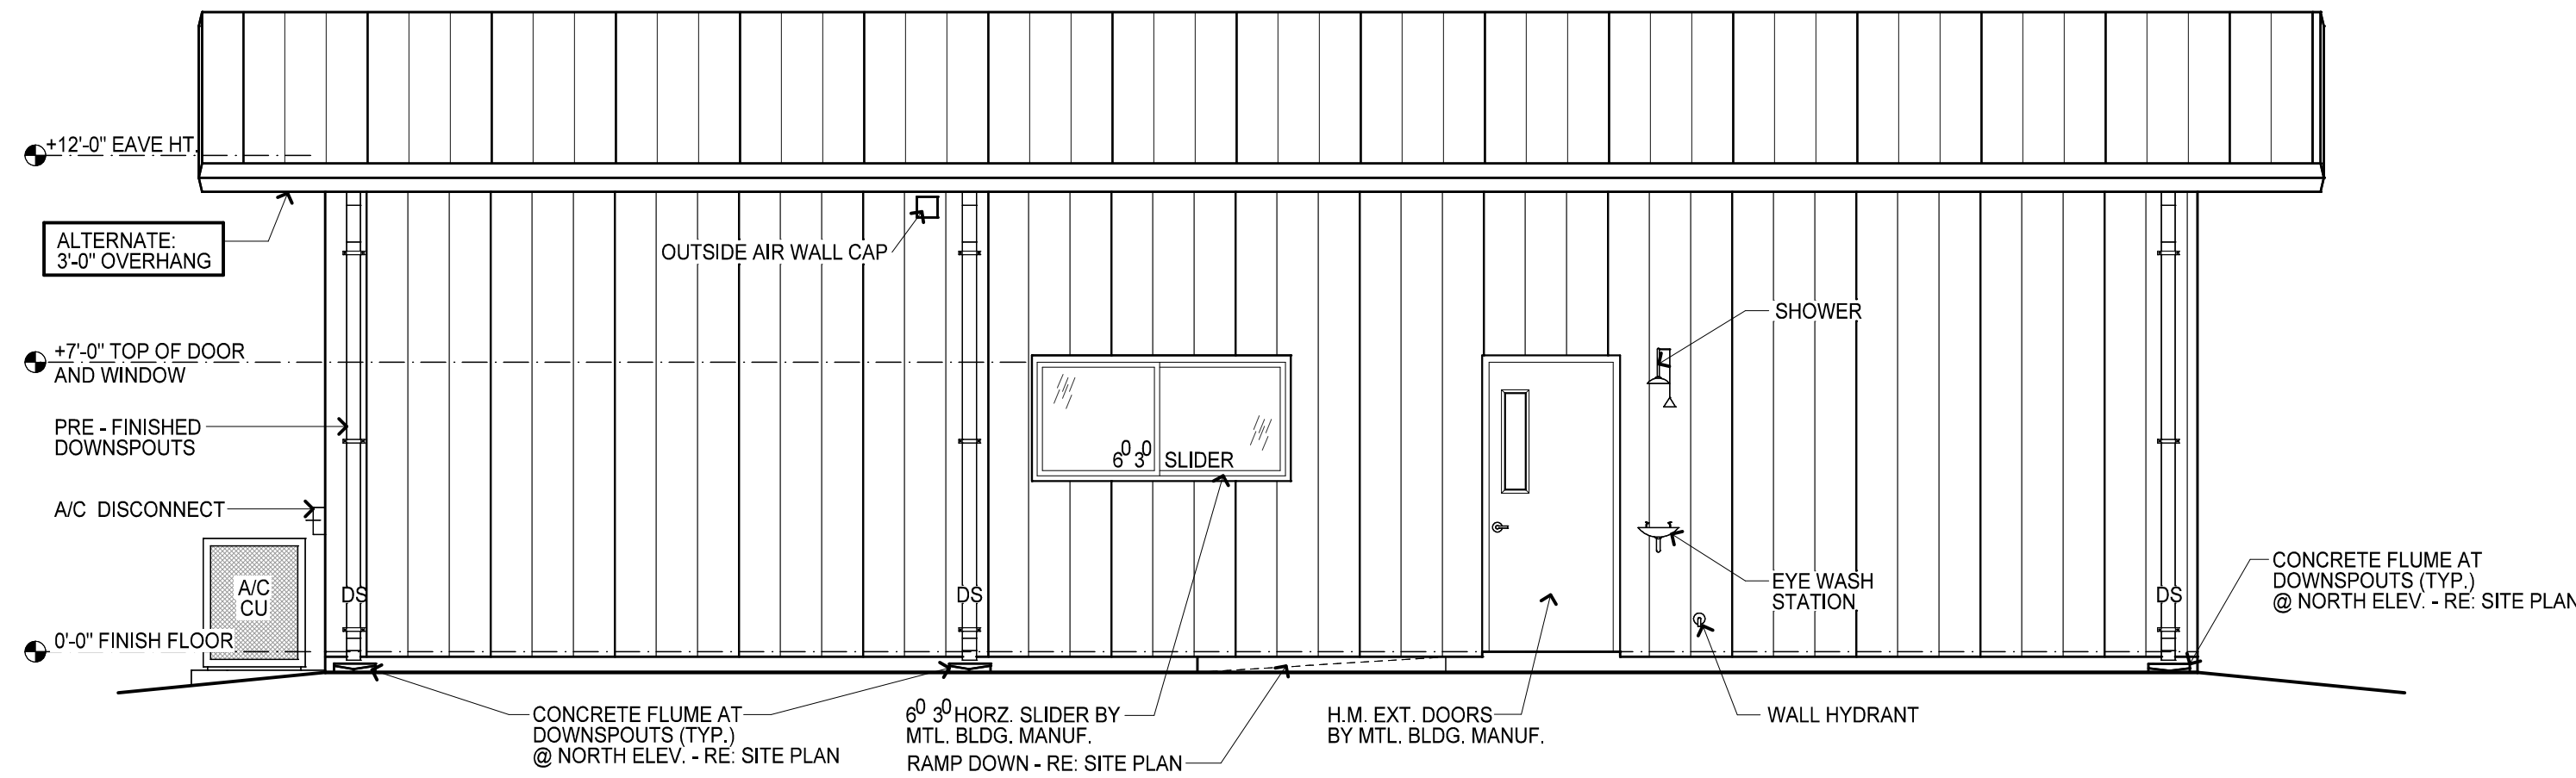 +12'-0" EAVE HT.
ALTERNATE:
3'-0" OVERHANG
OUTSIDE AIR WALL CAP
SHOWER
+7'-0" TOP OF DOOR
AND WINDOW
PRE - FINISHED
DOWNSPOUTS
6⁰ 3⁰ SLIDER
A/C DISCONNECT
A/C
CU
DS
DS
DS
EYE WASH
STATION
CONCRETE FLUME AT
DOWNSPOUTS (TYP.)
@ NORTH ELEV. - RE: SITE PLAN
0'-0" FINISH FLOOR
CONCRETE FLUME AT
DOWNSPOUTS (TYP.)
@ NORTH ELEV. - RE: SITE PLAN
6⁰ 3⁰ HORZ. SLIDER BY
MTL. BLDG. MANUF.
RAMP DOWN - RE: SITE PLAN
H.M. EXT. DOORS
BY MTL. BLDG. MANUF.
WALL HYDRANT